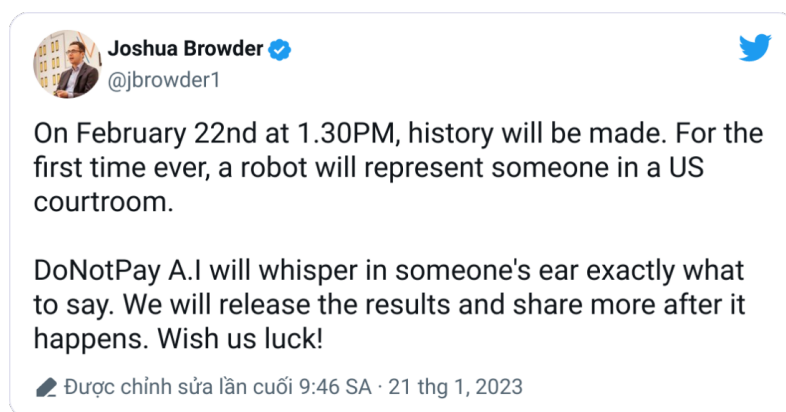 Joshua Browder
@jbrowder1
On February 22nd at 1.30PM, history will be made. For the
first time ever, a robot will represent someone in a US
courtroom.
DoNotPay A.I will whisper in someone's ear exactly what
to say. We will release the results and share more after it
happens. Wish us luck!
Được chỉnh sửa lần cuối 9:46 SA · 21 thg 1, 2023